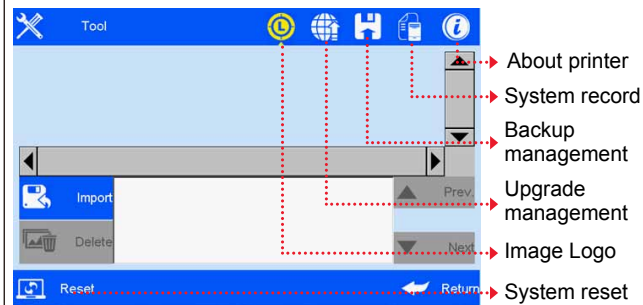 Tool
L
i
About printer
System record
Backup
management
Import
Prev.
Upgrade
management
Delete
Next
Image Logo
Reset
Return
System reset